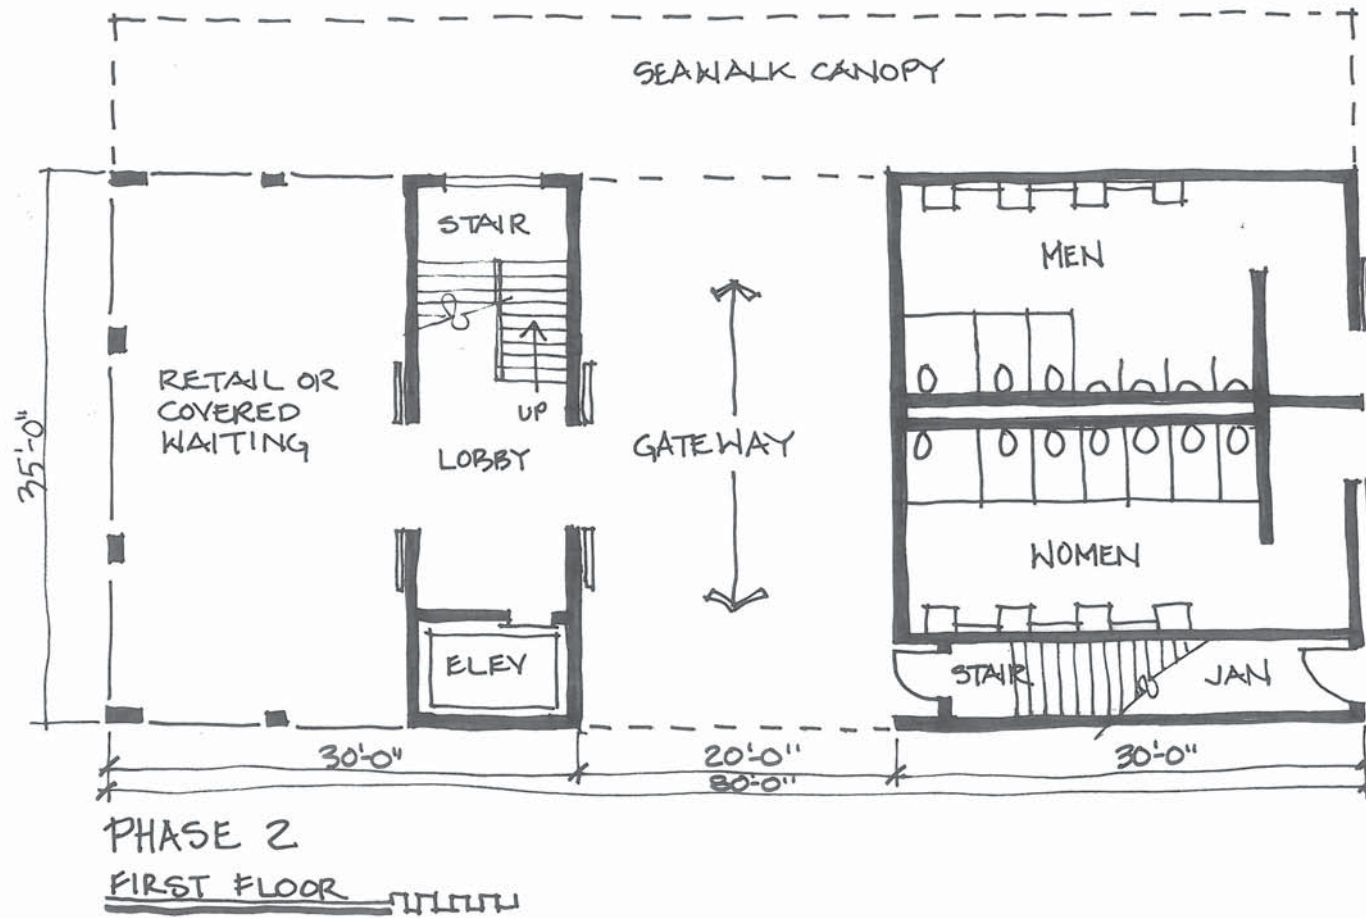 SEAWALK CANOPY
STAIR
MEN
RETAIL OR
COVERED
WAITING
UP
LOBBY
GATEWAY
35'-0"
WOMEN
ELEV
STAIR
JAN
30'-0"
20'-0"
30'-0"
80'-0"
PHASE 2
FIRST FLOOR